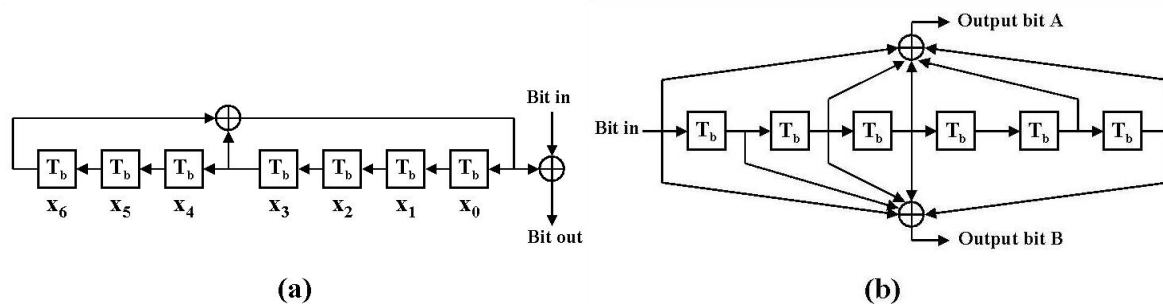 Output bit A
Bit in
Bit in
T_b T_b T_b T_b T_b T_b T_b
x_6 x_5 x_4 x_3 x_2 x_1 x_0
Bit out
T_b T_b T_b T_b T_b T_b
Output bit B
(a)
(b)